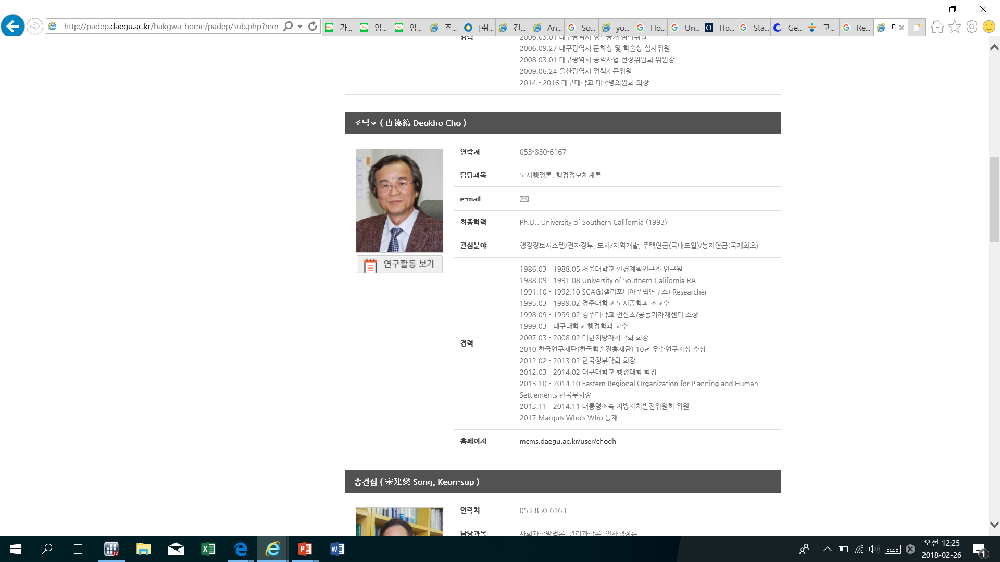 http://padep.daegu.ac.kr/hakgwa_home/padep/sub.php?mer
카...
양...
양...
조...
[취...
건...
An...
So...
yo...
Ho...
Un...
Ho...
Sta...
Ge...
고...
Re...
경력
2006.03.01 대구광역시 정보공개 심의위원
2006.09.27 대구광역시 문화상 및 학술상 심사위원
2008.03.01 대구광역시 공익사업 선정위원회 위원장
2009.06.24 울산광역시 정책자문위원
2014 - 2016 대구대학교 대학평의원회 의장
조덕호 ( 曺德鎬 Deokho Cho )
연구활동 보기
연락처 053-850-6167
담당과목 도시행정론, 행정정보체계론
e-mail
최종학력 Ph.D., University of Southern California (1993)
관심분야 행정정보시스템/전자정부, 도시/지역개발, 주택연금(국내도입)/농지연금(국제최초)
경력
1986.03 - 1988.05 서울대학교 환경계획연구소 연구원
1988.09 - 1991.08 University of Southern California RA
1991.10 - 1992.10 SCAG(캘리포니아주립연구소) Researcher
1995.03 - 1999.02 경주대학교 도시공학과 조교수
1998.09 - 1999.02 경주대학교 전산소/공동기자재센터 소장
1999.03 - 대구대학교 행정학과 교수
2007.03 - 2008.02 대한지방자치학회 회장
2010 한국연구재단(한국학술진흥재단) 10년 우수연구자상 수상
2012.02 - 2013.02 한국정부학회 회장
2012.03 - 2014.02 대구대학교 행정대학 학장
2013.10 - 2014.10 Eastern Regional Organization for Planning and Human
Settlements 한국부회장
2013.11 - 2014.11 대통령소속 지방자치발전위원회 위원
2017 Marquis Who's Who 등재
홈페이지 mcms.daegu.ac.kr/user/chodh
송건섭 ( 宋建燮 Song, Keon-sup )
연락처 053-850-6163
담당과목 사회과학방법론, 관리과학론, 인사행정론
오전 12:25
2018-02-26
1